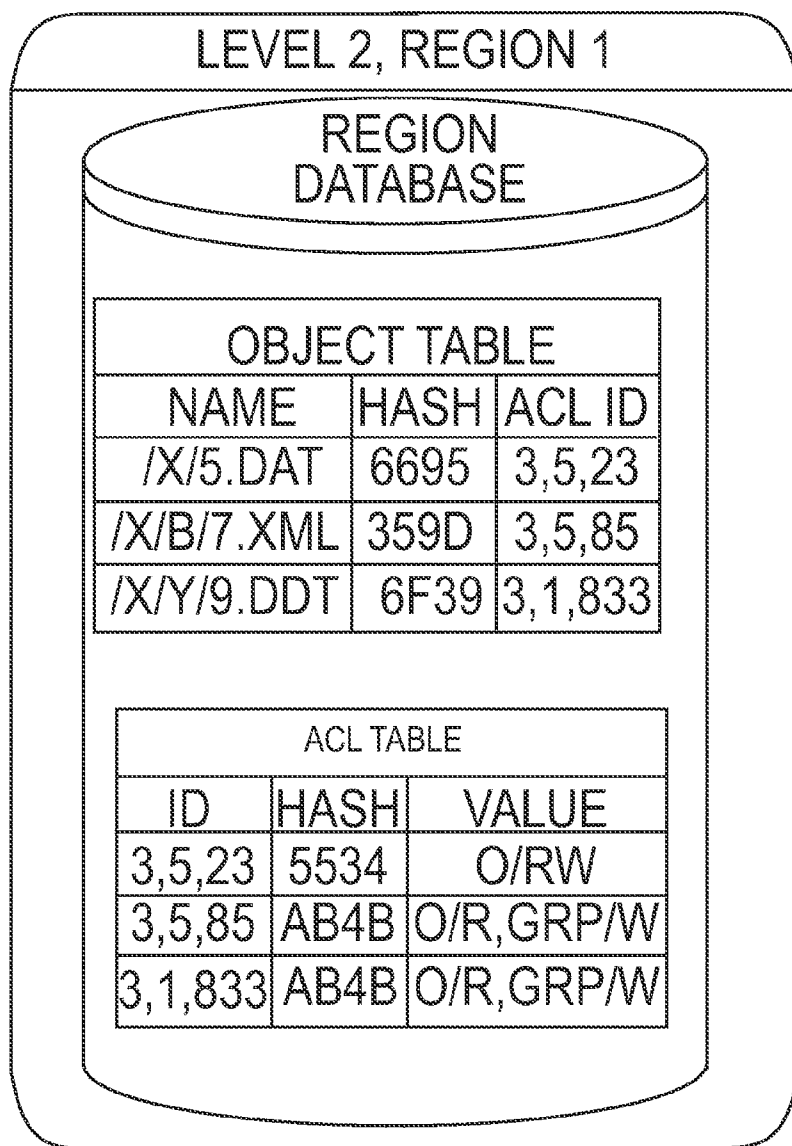 LEVEL 2, REGION 1
REGION
DATABASE
OBJECT TABLE
NAME HASH ACL ID
/X/5.DAT 6695 3,5,23
/X/B/7.XML 359D 3,5,85
/X/Y/9.DDT 6F39 3,1,833
ACL TABLE
ID HASH VALUE
3,5,23 5534 O/RW
3,5,85 AB4B O/R,GRP/W
3,1,833 AB4B O/R,GRP/W